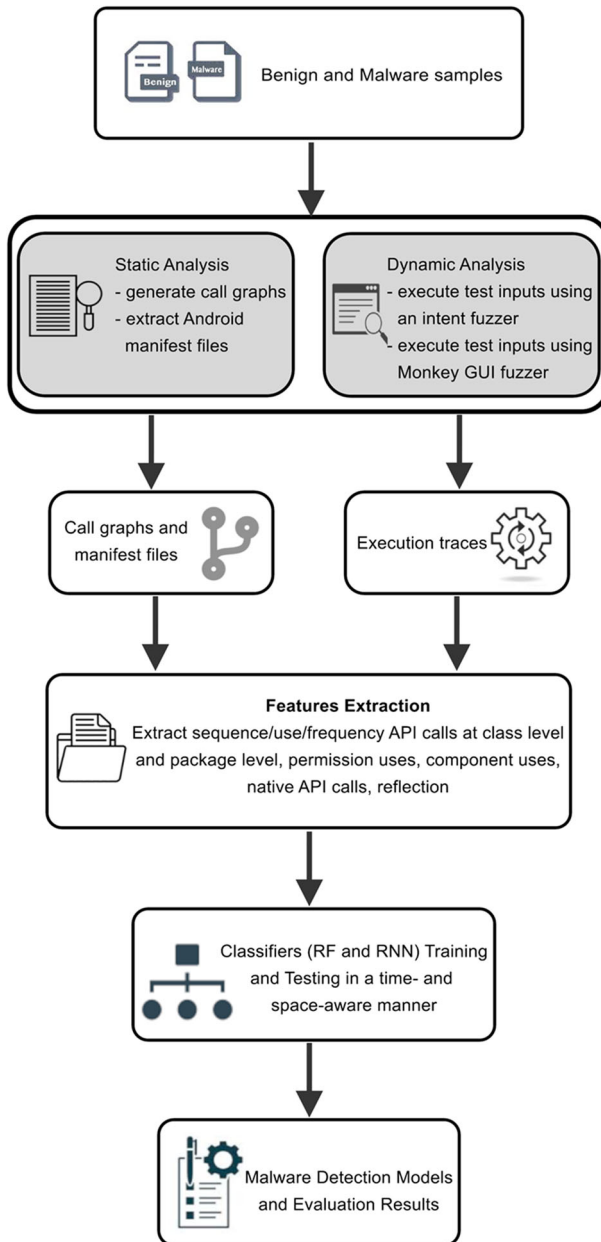 Benign
Malware
Benign and Malware samples
Static Analysis
- generate call graphs
- extract Android
manifest files
Dynamic Analysis
- execute test inputs using
an intent fuzzer
- execute test inputs using
Monkey GUI fuzzer
Call graphs and
manifest files
Execution traces
Features Extraction
Extract sequence/use/frequency API calls at class level
and package level, permission uses, component uses,
native API calls, reflection
Classifiers (RF and RNN) Training
and Testing in a time- and
space-aware manner
Malware Detection Models
and Evaluation Results